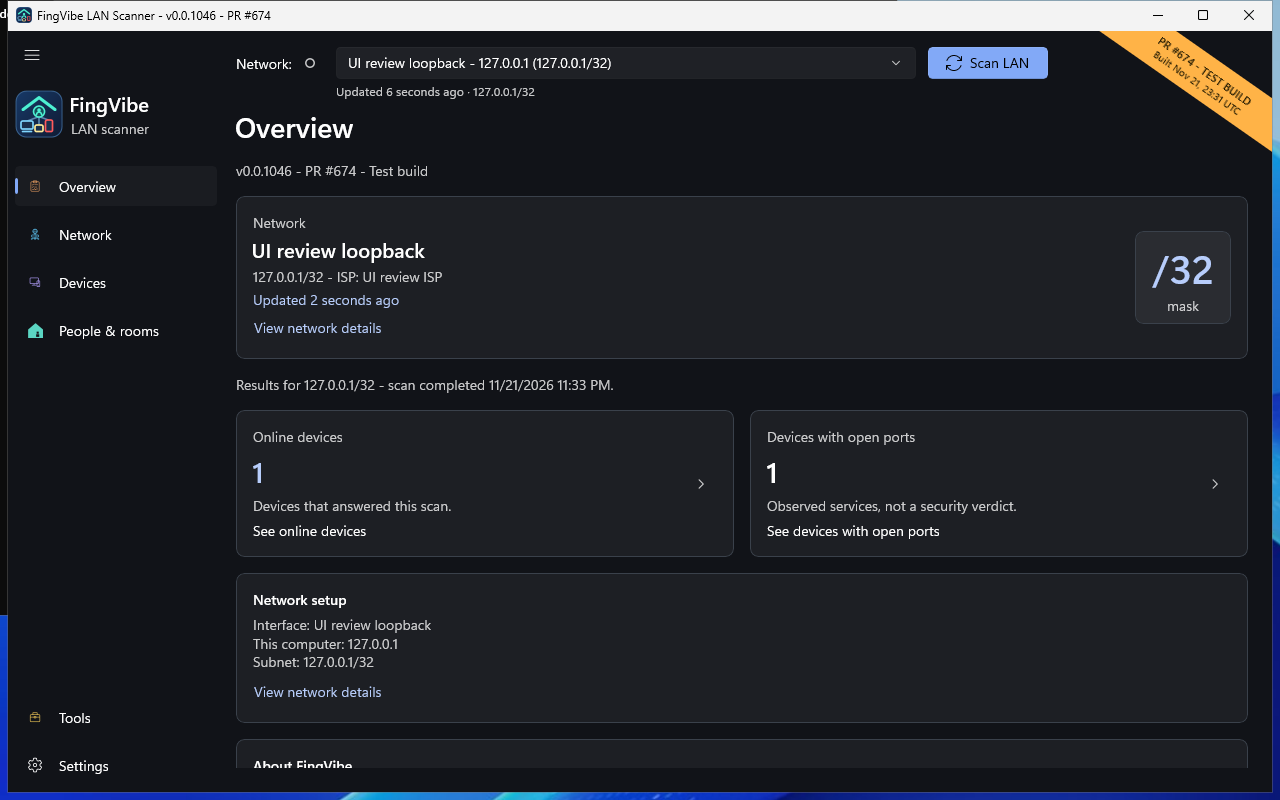 FingVibe LAN Scanner - v0.0.1046 - PR #674
Network:
UI review loopback - 127.0.0.1 (127.0.0.1/32)
Scan LAN
Updated 6 seconds ago · 127.0.0.1/32
PR #674 - TEST BUILD
Built Nov 21, 23:31 UTC
FingVibe
LAN scanner
Overview
Network
Devices
People & rooms
Tools
Settings
Overview
v0.0.1046 - PR #674 - Test build
Network
UI review loopback
127.0.0.1/32 - ISP: UI review ISP
Updated 2 seconds ago
View network details
/32
mask
Results for 127.0.0.1/32 - scan completed 11/21/2026 11:33 PM.
Online devices
1
Devices that answered this scan.
See online devices
Devices with open ports
1
Observed services, not a security verdict.
See devices with open ports
Network setup
Interface: UI review loopback
This computer: 127.0.0.1
Subnet: 127.0.0.1/32
View network details
About FingVibe